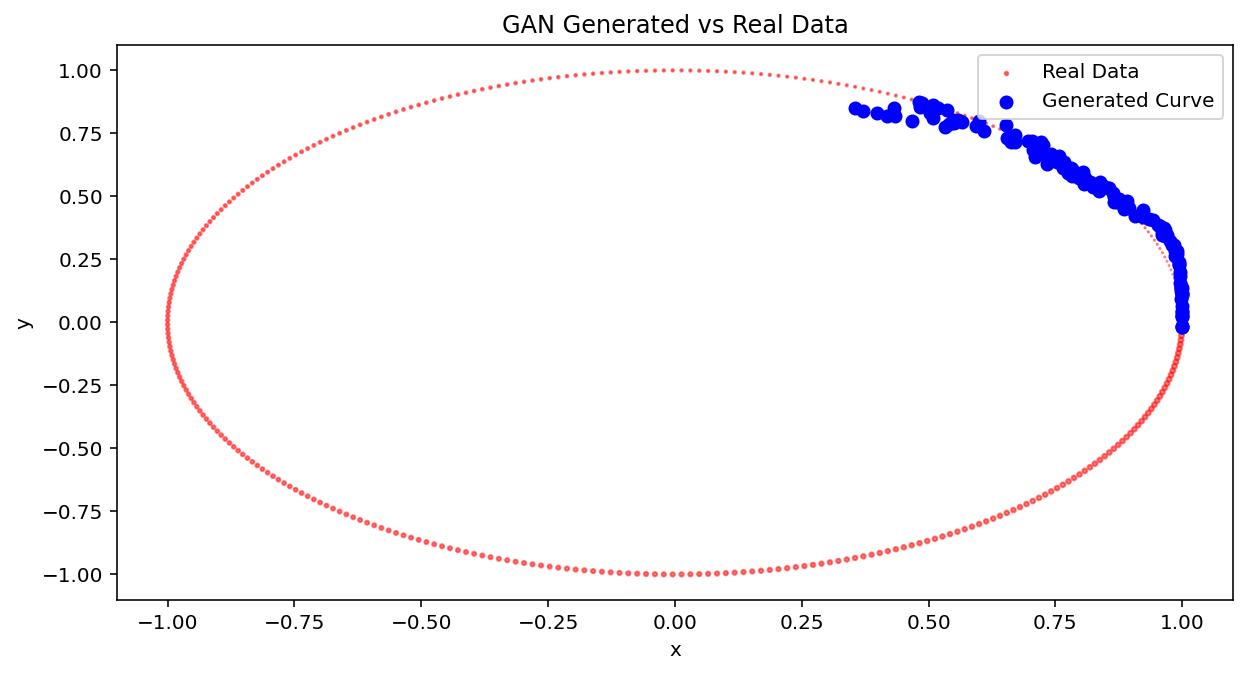 GAN Generated vs Real Data
Real Data
Generated Curve
1.00
0.75
0.50
0.25
0.00
−0.25
−0.50
−0.75
−1.00
y
−1.00 −0.75 −0.50 −0.25 0.00 0.25 0.50 0.75 1.00
x